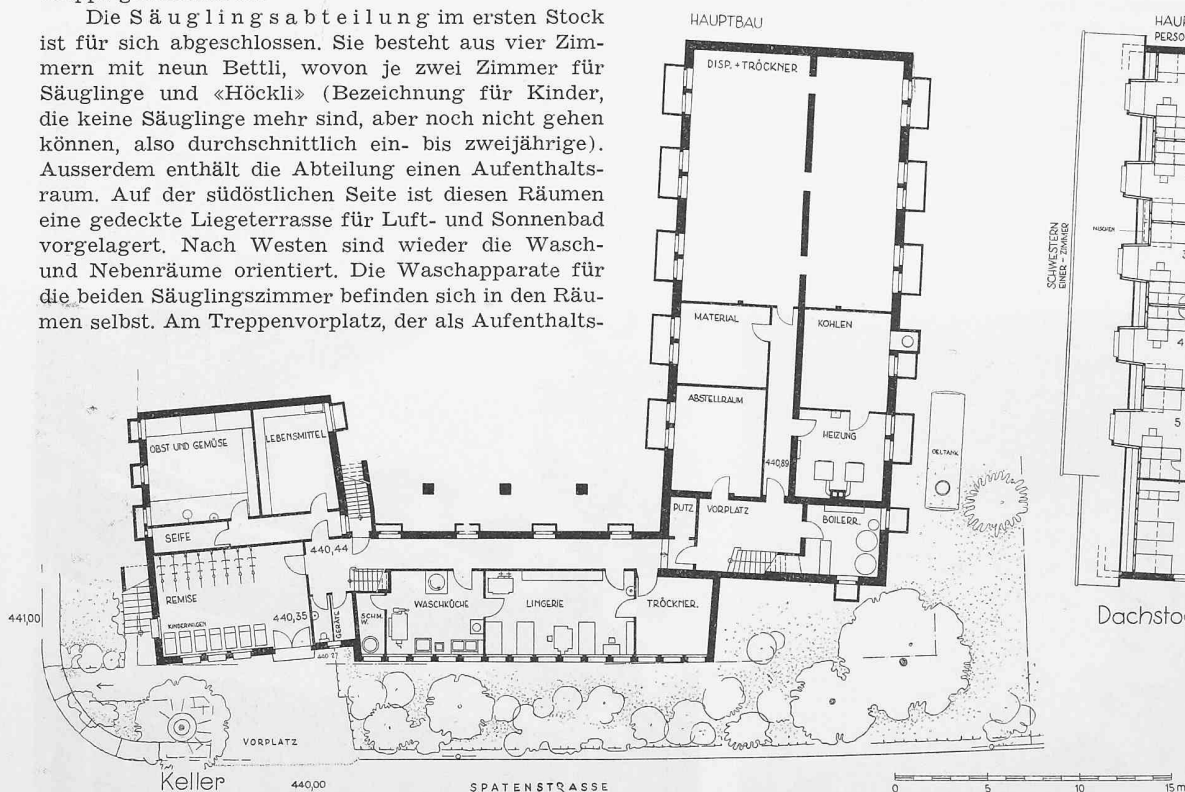 Die Säuglingsabteilung im ersten Stock
ist für sich abgeschlossen. Sie besteht aus vier Zim-
mern mit neun Bettli, wovon je zwei Zimmer für
Säuglinge und «Höckli» (Bezeichnung für Kinder,
die keine Säuglinge mehr sind, aber noch nicht gehen
können, also durchschnittlich ein- bis zweijährige).
Ausserdem enthält die Abteilung einen Aufenthalts-
raum. Auf der südöstlichen Seite ist diesen Räumen
eine gedeckte Liegeterrasse für Luft- und Sonnenbad
vorgelagert. Nach Westen sind wieder die Wasch-
und Nebenräume orientiert. Die Waschapparate für
die beiden Säuglingszimmer befinden sich in den Räu-
men selbst. Am Treppenvorplatz, der als Aufenthalts-
HAUPTBAU
DISP. + TRÖCKNER
MATERIAL
KOHLEN
ABSTELLRAUM
HEIZUNG
440,89
OELTANK
PUTZ
VORPLATZ
BOILERR.
OBST UND GEMÜSE
LEBENSMITTEL
SEIFE
440,44
REMISE
KINDERWAGEN
440,35
GERÄTE
SCHM. W.
WASCHKÜCHE
LINGERIE
TRÖCKNER.
440.27
441,00
VORPLATZ
Keller
440,00
SPATENSTRASSE
0 5 10 15 m
SCHWESTERN
EINER-ZIMMER
NISCHEN
4
5
Dachsto